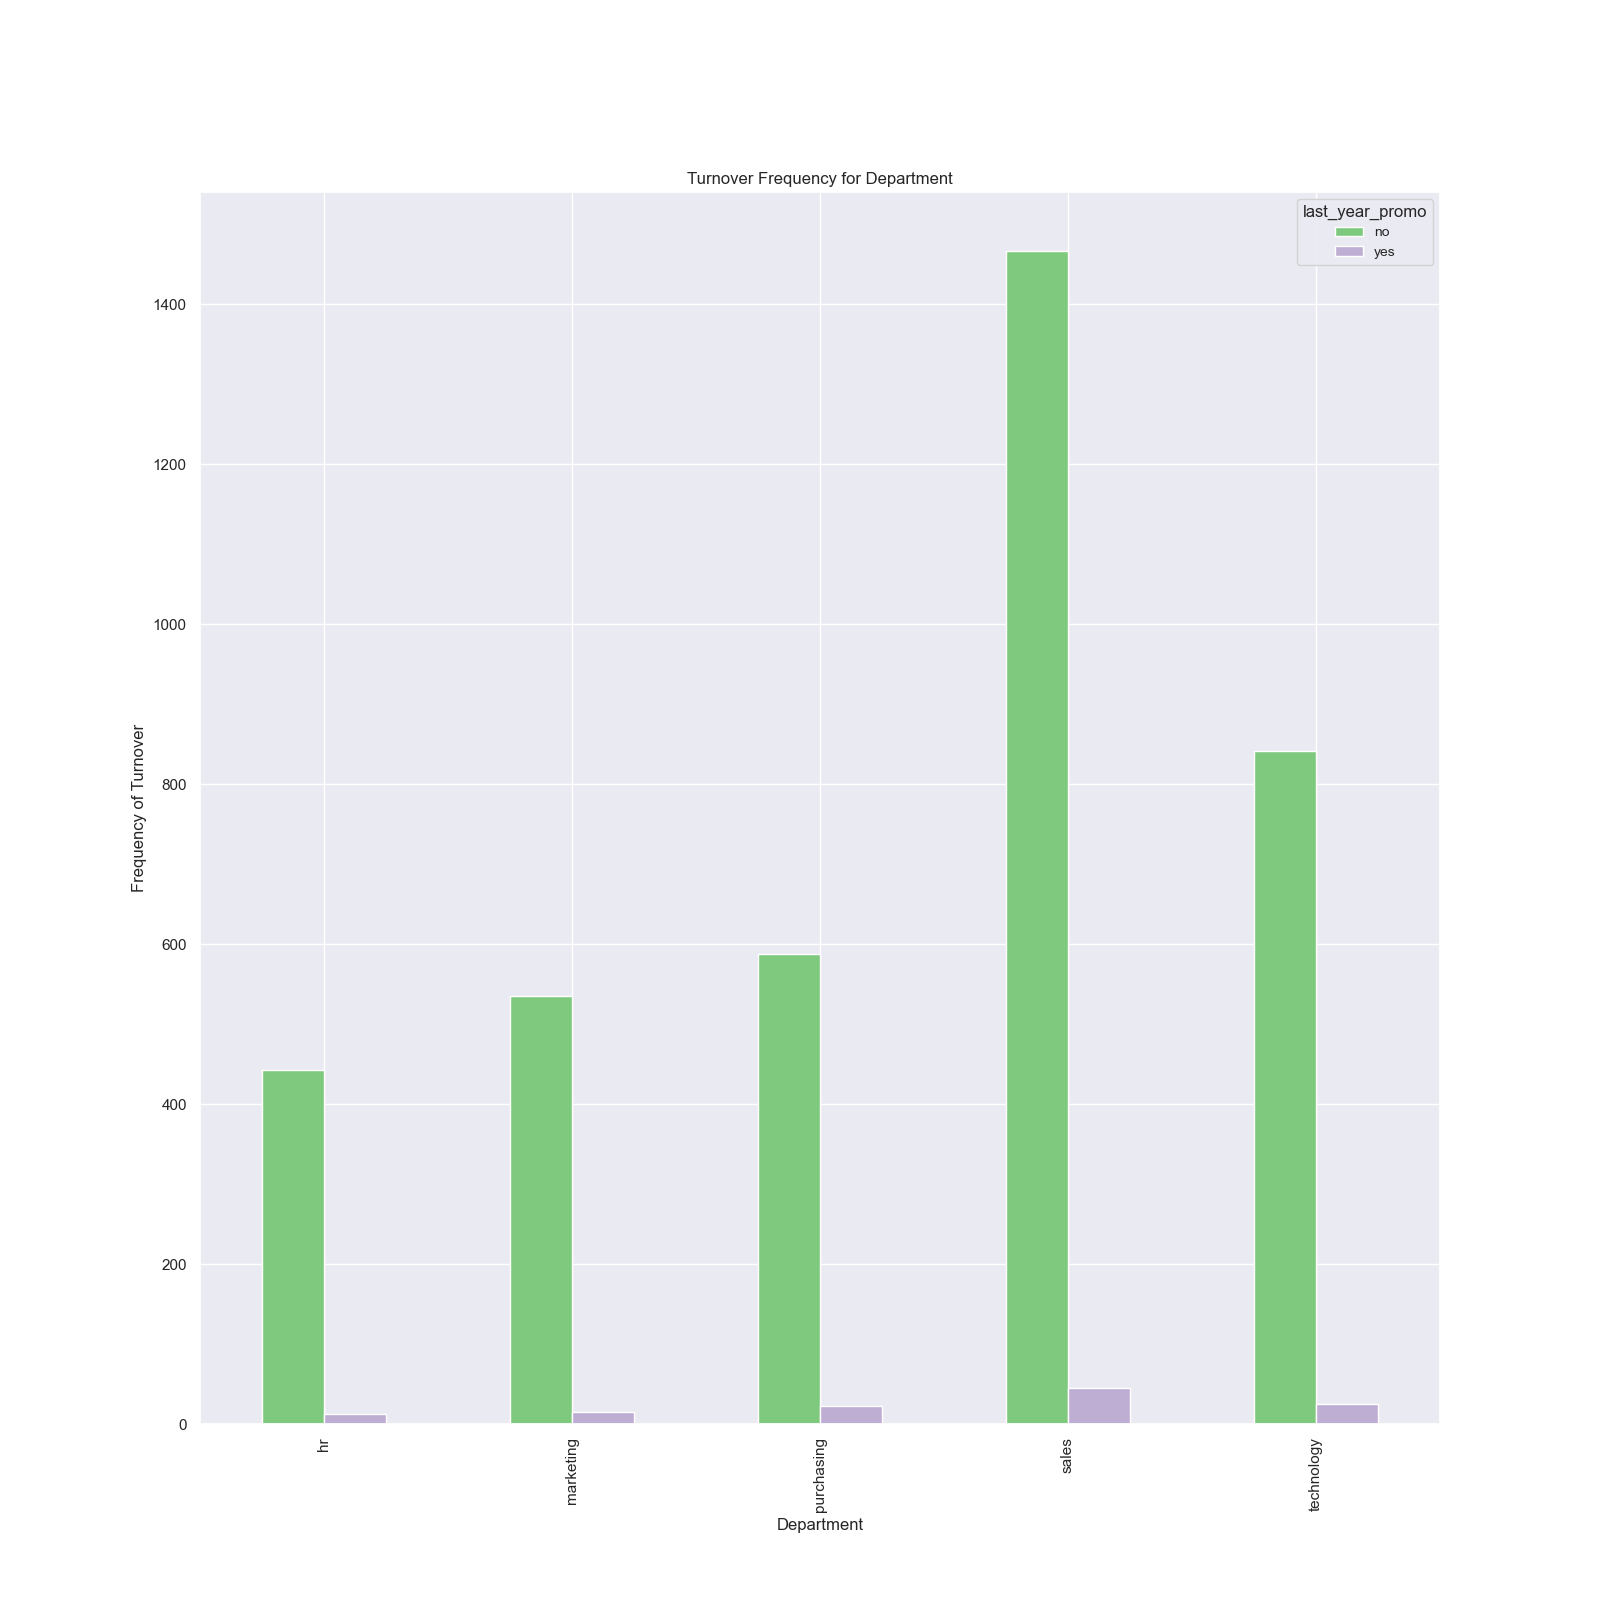 Turnover Frequency for Department
last_year_promo
no
yes
1400
1200
1000
800
600
400
200
0
Frequency of Turnover
hr
marketing
purchasing
sales
technology
Department